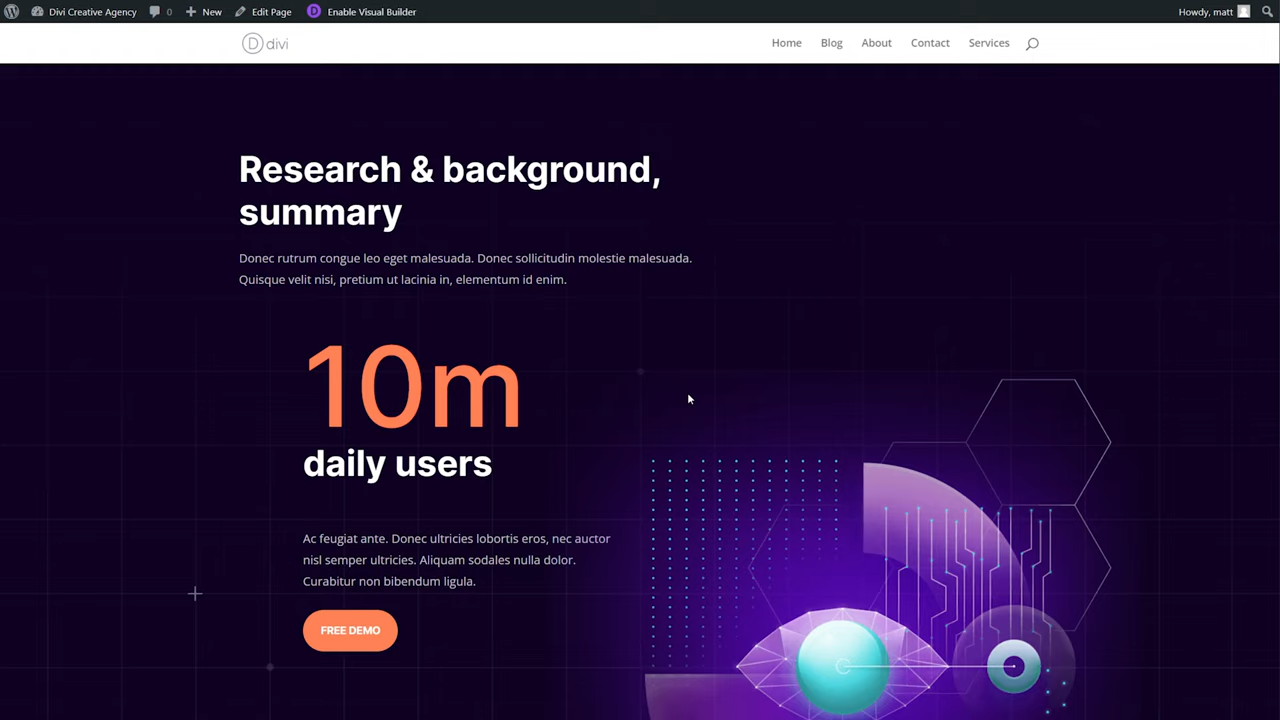 Divi Creative Agency
0
New
Edit Page
D
Enable Visual Builder
Howdy, matt
D divi
Home
Blog
About
Contact
Services
Research & background,
summary
Donec rutrum congue leo eget malesuada. Donec sollicitudin molestie malesuada.
Quisque velit nisi, pretium ut lacinia in, elementum id enim.
10m
daily users
Ac feugiat ante. Donec ultricies lobortis eros, nec auctor
nisl semper ultricies. Aliquam sodales nulla dolor.
Curabitur non bibendum ligula.
FREE DEMO